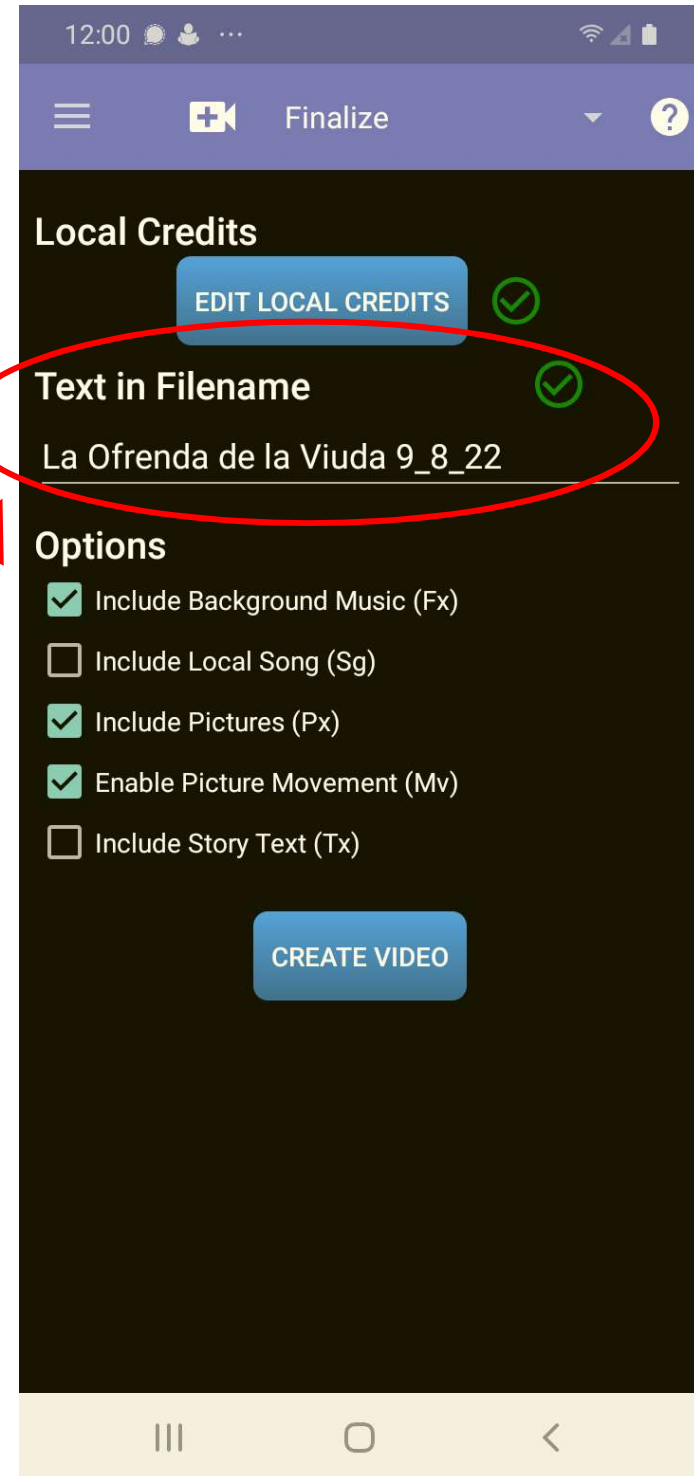 12:00
Finalize
?
Local Credits
EDIT LOCAL CREDITS
Text in Filename
La Ofrenda de la Viuda 9_8_22
Options
Include Background Music (Fx)
Include Local Song (Sg)
Include Pictures (Px)
Enable Picture Movement (Mv)
Include Story Text (Tx)
CREATE VIDEO